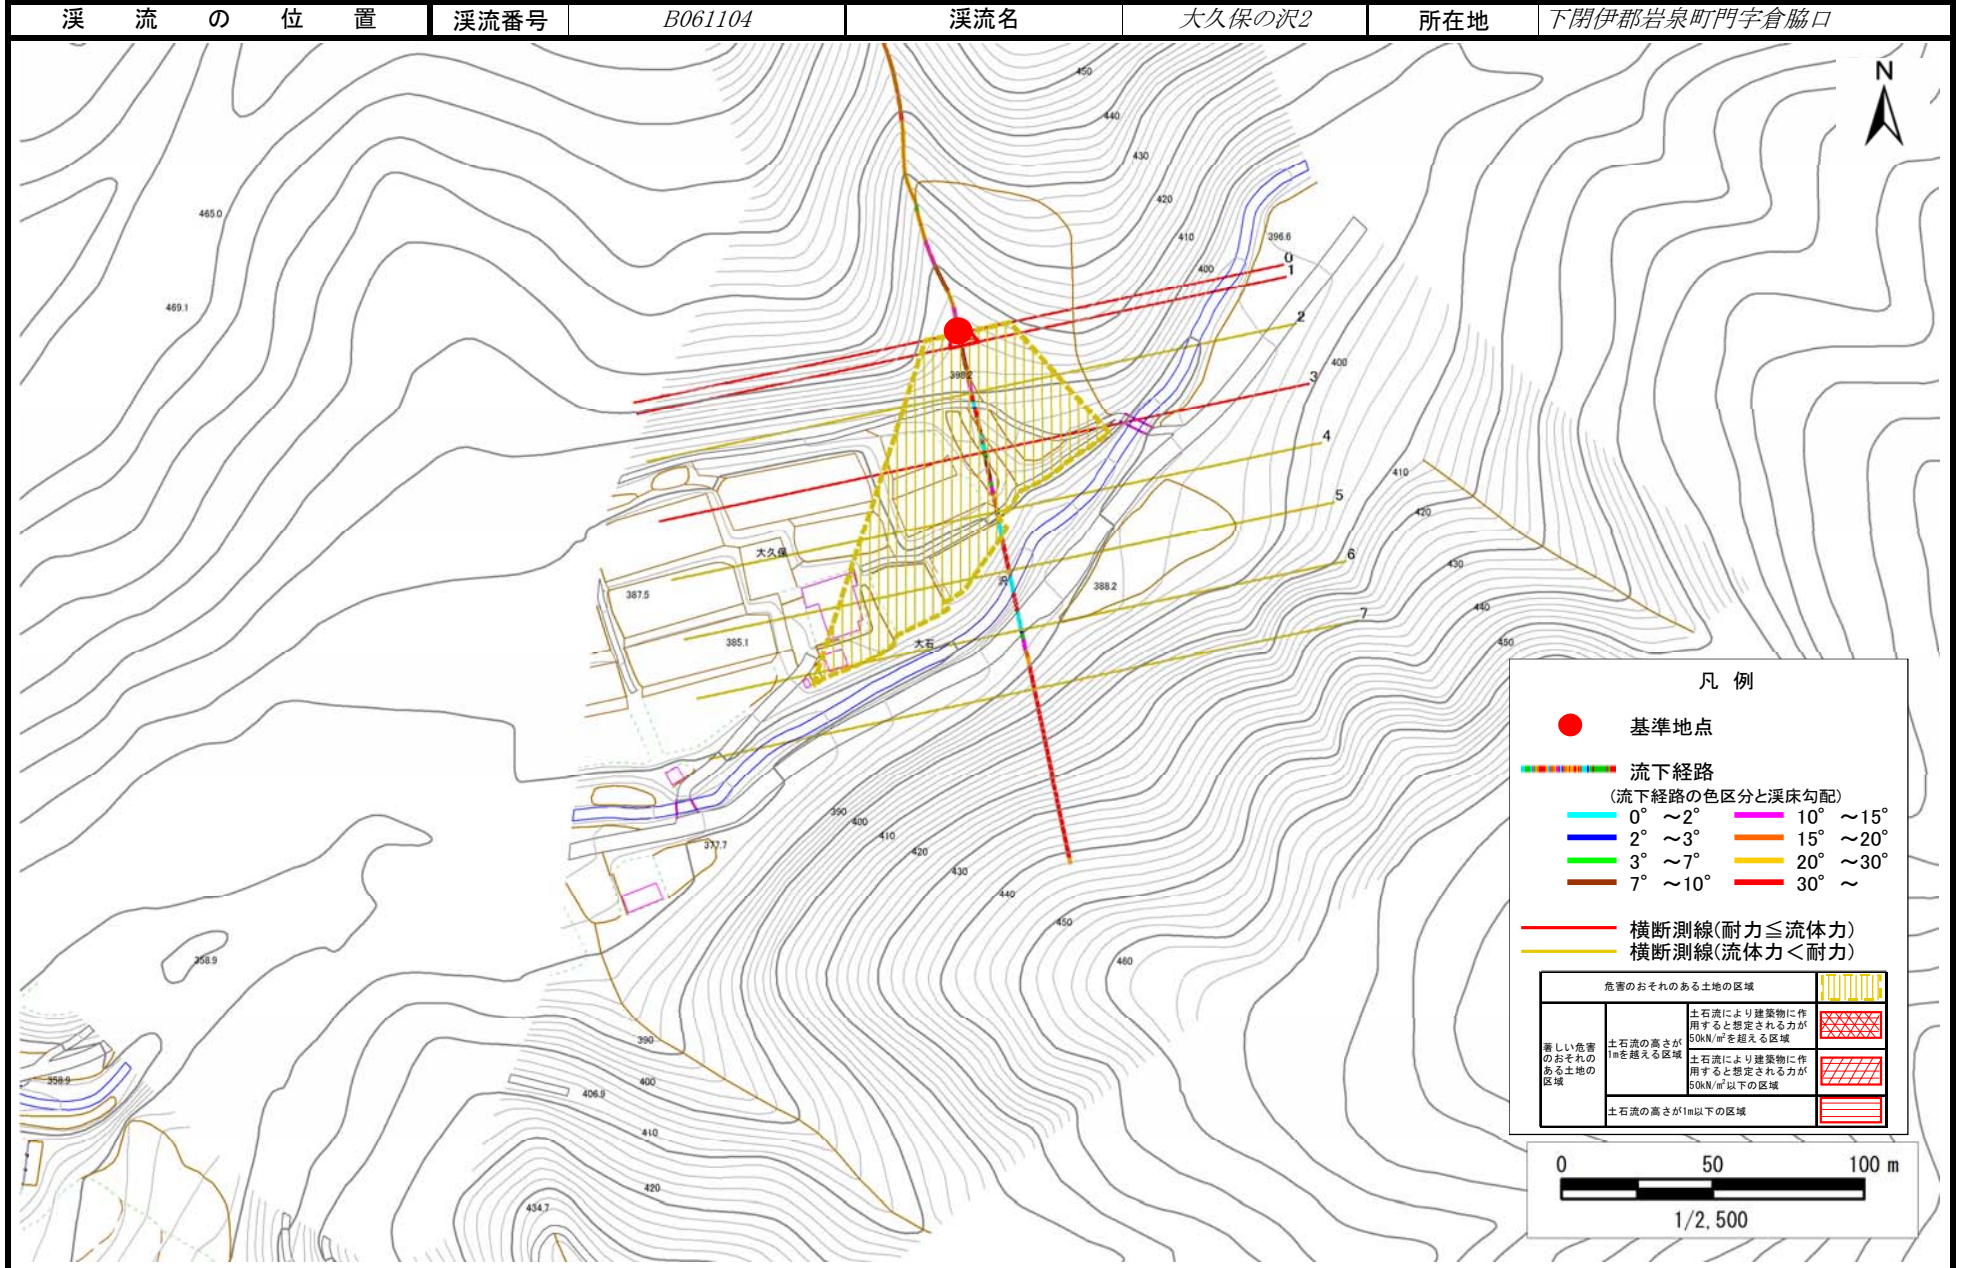 渓流の位置 渓流番号 B061104 渓流名 大久保の沢2 所在地 下閉伊郡岩泉町門字倉脇口
N
450
440
430
420
410
400
396.6
465.0
469.1
0
1
2
3
4
5
6
7
398.2
400
410
420
430
440
450
大久保
沢
大石
387.5
385.1
388.2
377.7
390
400
410
420
430
440
450
460
358.9
358.9
390
400
406.9
410
420
434.7
凡 例
基準地点
流下経路
(流下経路の色区分と渓床勾配)
0° ～2° 10° ～15°
2° ～3° 15° ～20°
3° ～7° 20° ～30°
7° ～10° 30° ～
横断測線(耐力≦流体力)
横断測線(流体力＜耐力)
危害のおそれのある土地の区域
著しい危害
のおそれの
ある土地の
区域
土石流の高さが
1mを越える区域
土石流により建築物に作
用すると想定される力が
50kN/m²を超える区域
土石流により建築物に作
用すると想定される力が
50kN/m²以下の区域
土石流の高さが1m以下の区域
0 50 100 m
1/2,500